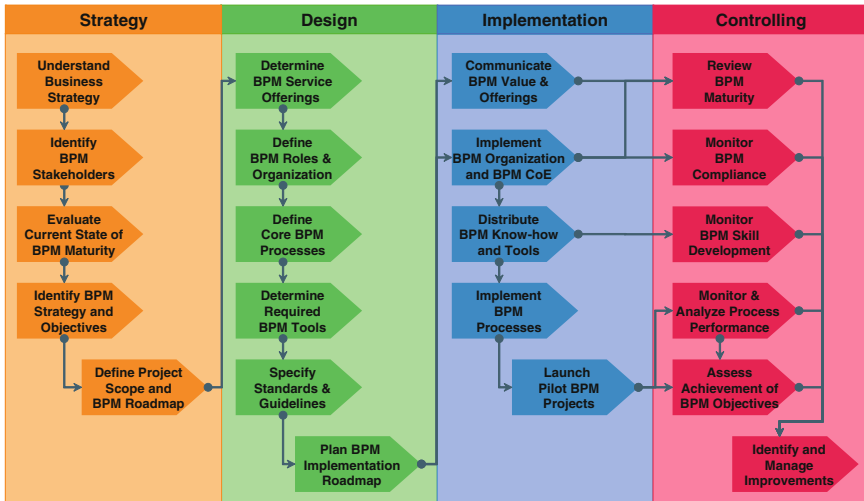 Strategy
Understand
Business
Strategy
Identify
BPM
Stakeholders
Evaluate
Current State of
BPM Maturity
Identify BPM
Strategy and
Objectives
Define Project
Scope and
BPM Roadmap
Design
Determine
BPM Service
Offerings
Define
BPM Roles &
Organization
Define
Core BPM
Processes
Determine
Required
BPM Tools
Specify
Standards &
Guidelines
Plan BPM
Implementation
Roadmap
Implementation
Communicate
BPM Value &
Offerings
Implement
BPM Organization
and BPM CoE
Distribute
BPM Know-how
and Tools
Implement
BPM
Processes
Launch
Pilot BPM
Projects
Controlling
Review
BPM
Maturity
Monitor
BPM
Compliance
Monitor
BPM Skill
Development
Monitor &
Analyze Process
Performance
Assess
Achievement of
BPM Objectives
Identify and
Manage
Improvements